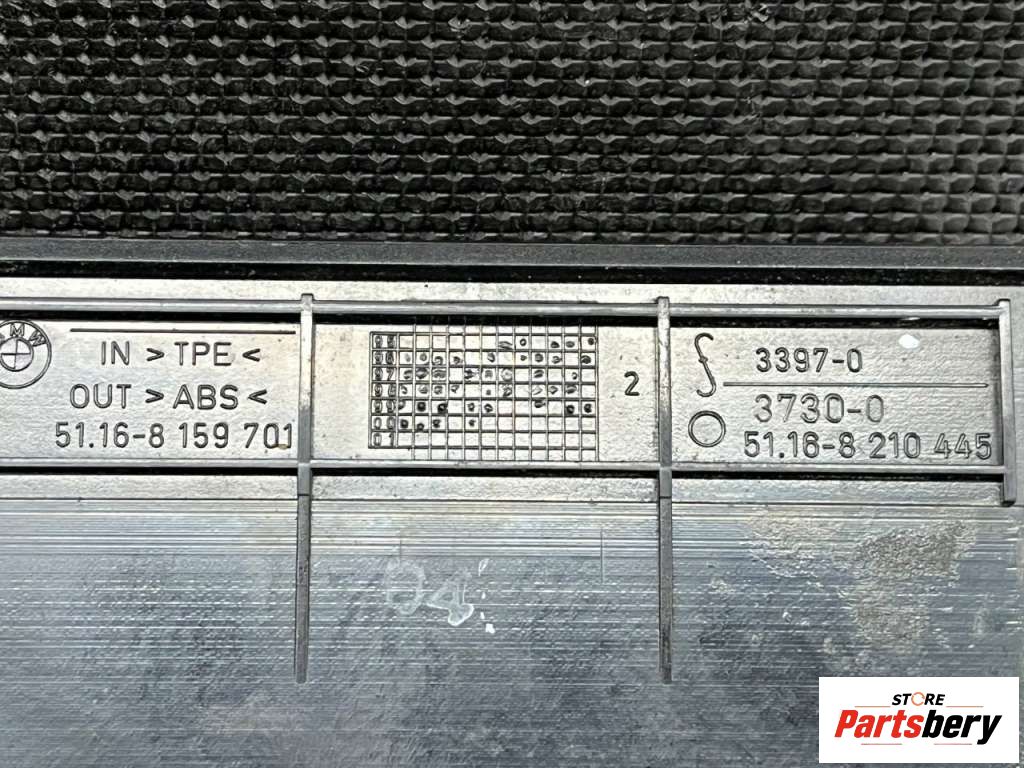 BMW
IN >TPE<
OUT >ABS<
51.16-8 159 701
2
3397-0
3730-0
51.16-8 210 445
04
STORE
Partsbery